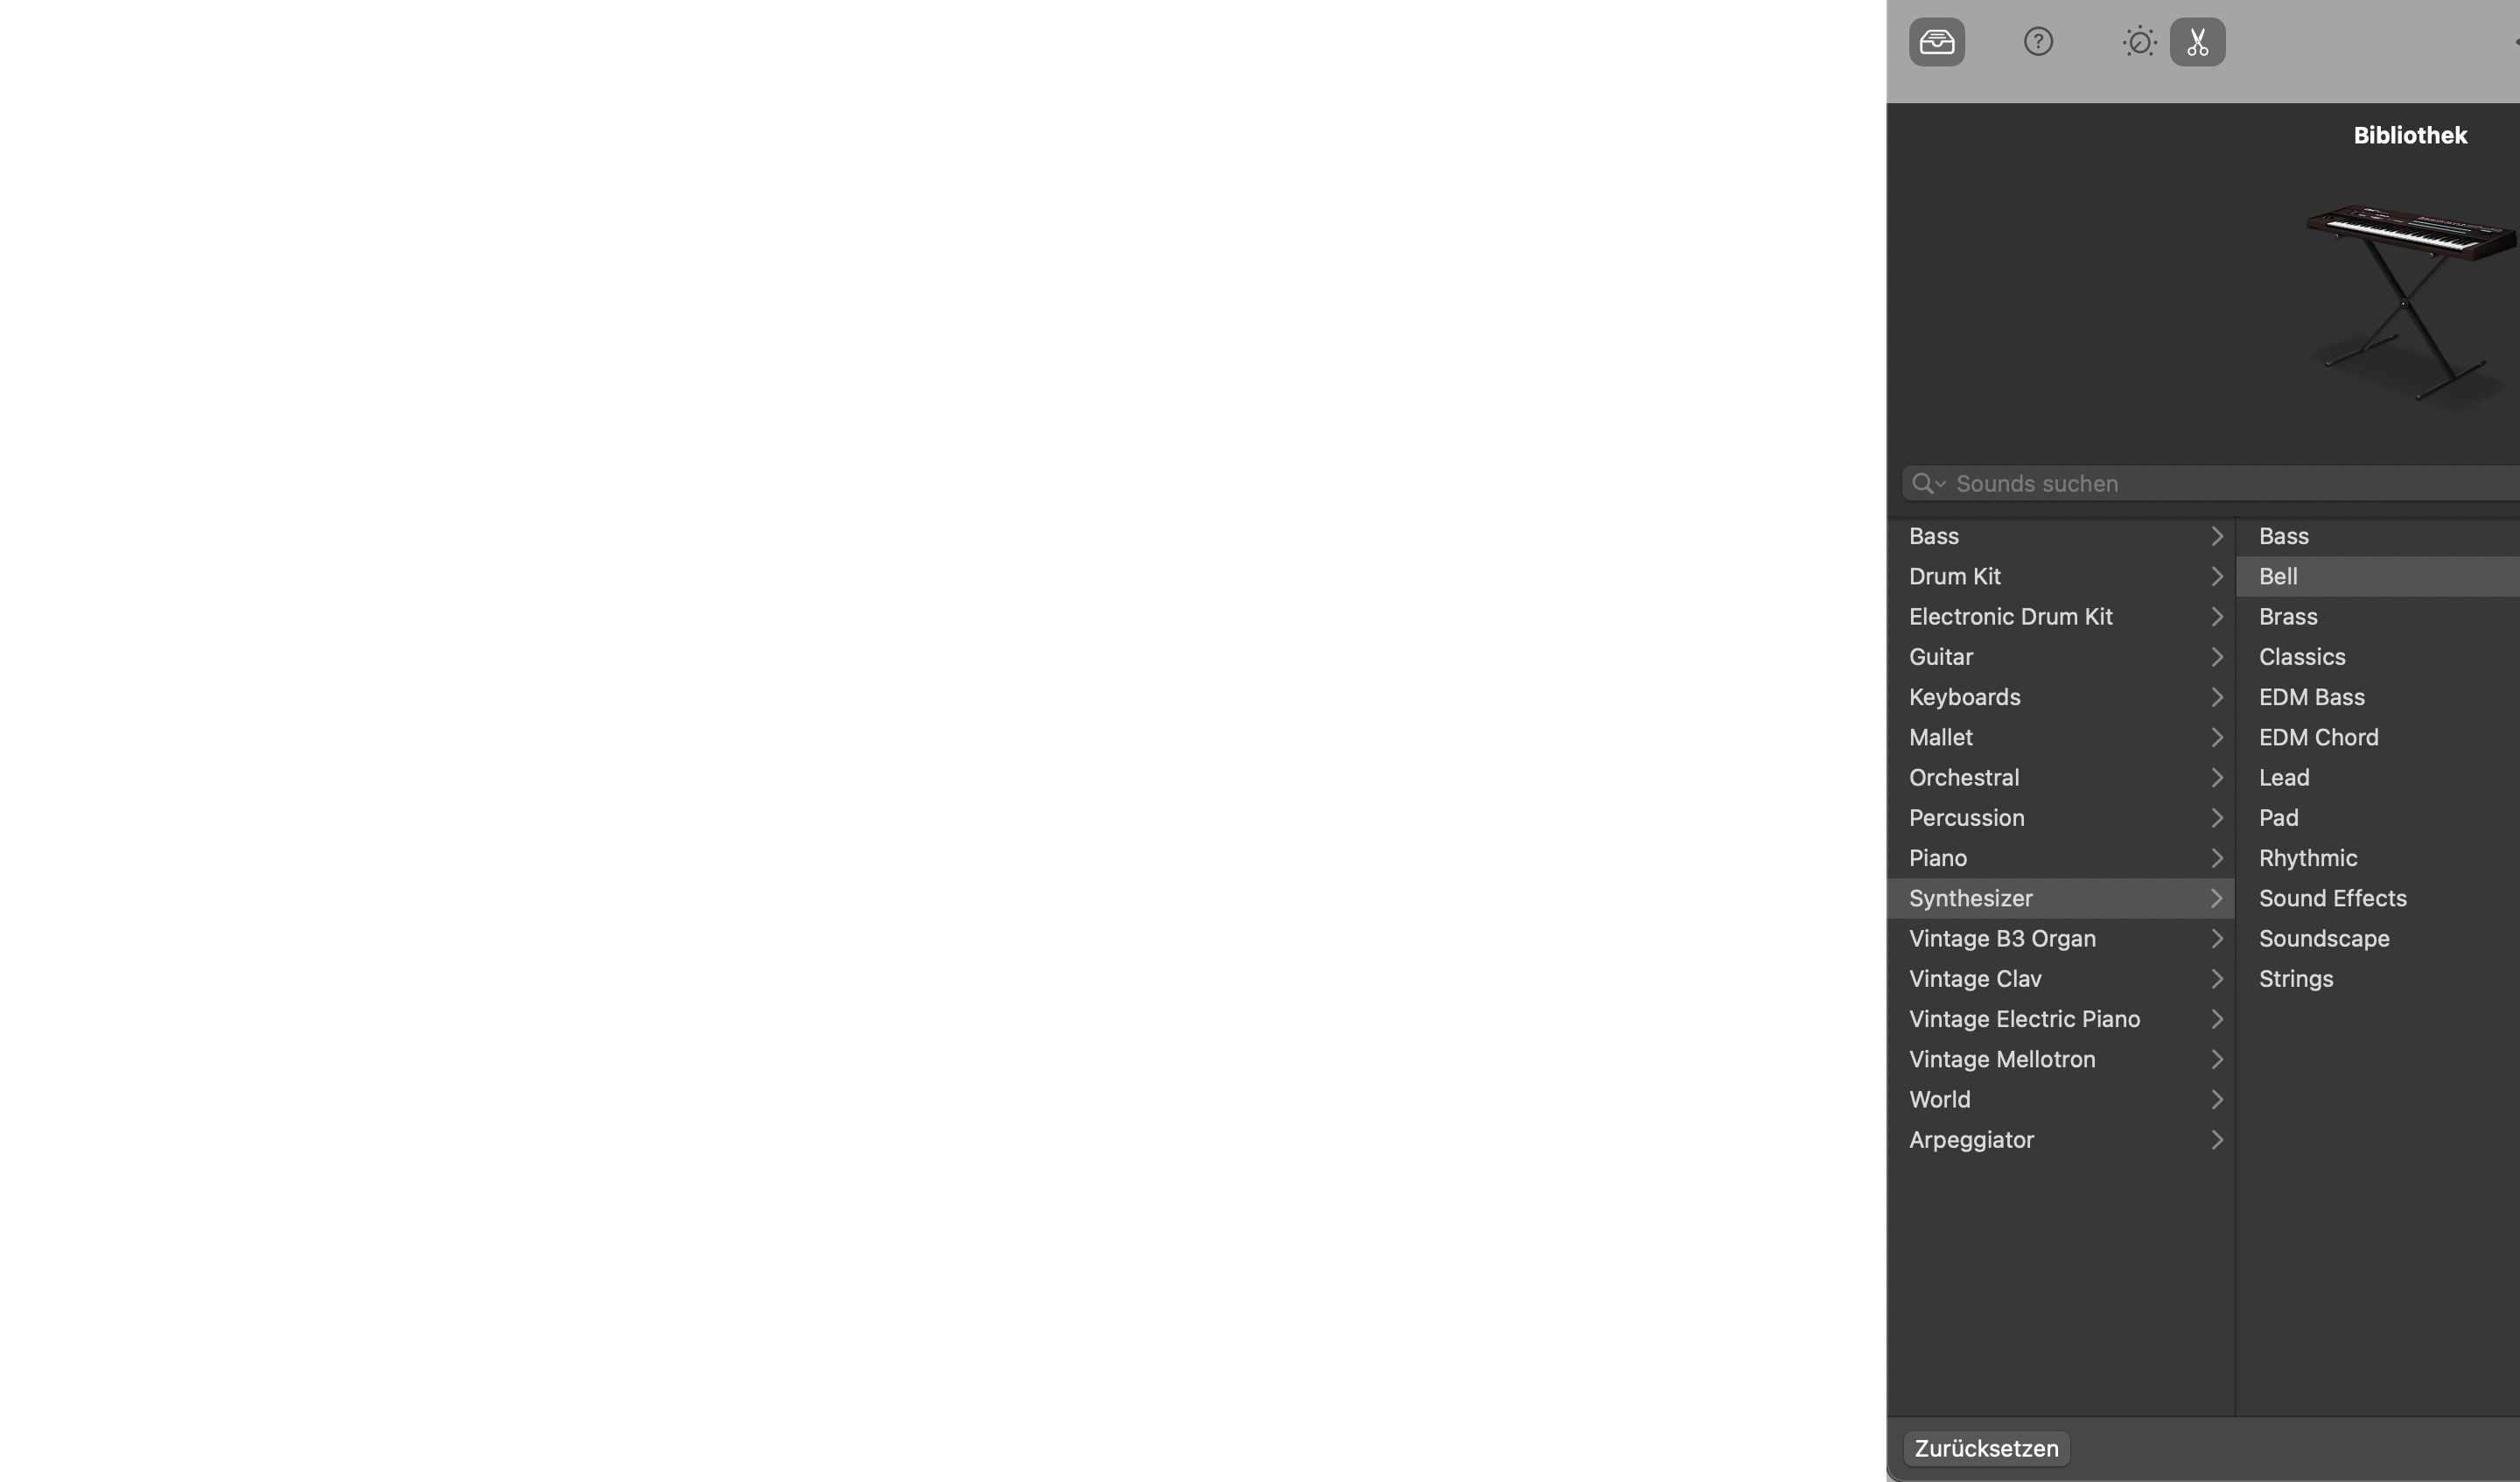 Bibliothek
Sounds suchen
Bass
Drum Kit
Electronic Drum Kit
Guitar
Keyboards
Mallet
Orchestral
Percussion
Piano
Synthesizer
Vintage B3 Organ
Vintage Clav
Vintage Electric Piano
Vintage Mellotron
World
Arpeggiator
Bass
Bell
Brass
Classics
EDM Bass
EDM Chord
Lead
Pad
Rhythmic
Sound Effects
Soundscape
Strings
Zurücksetzen